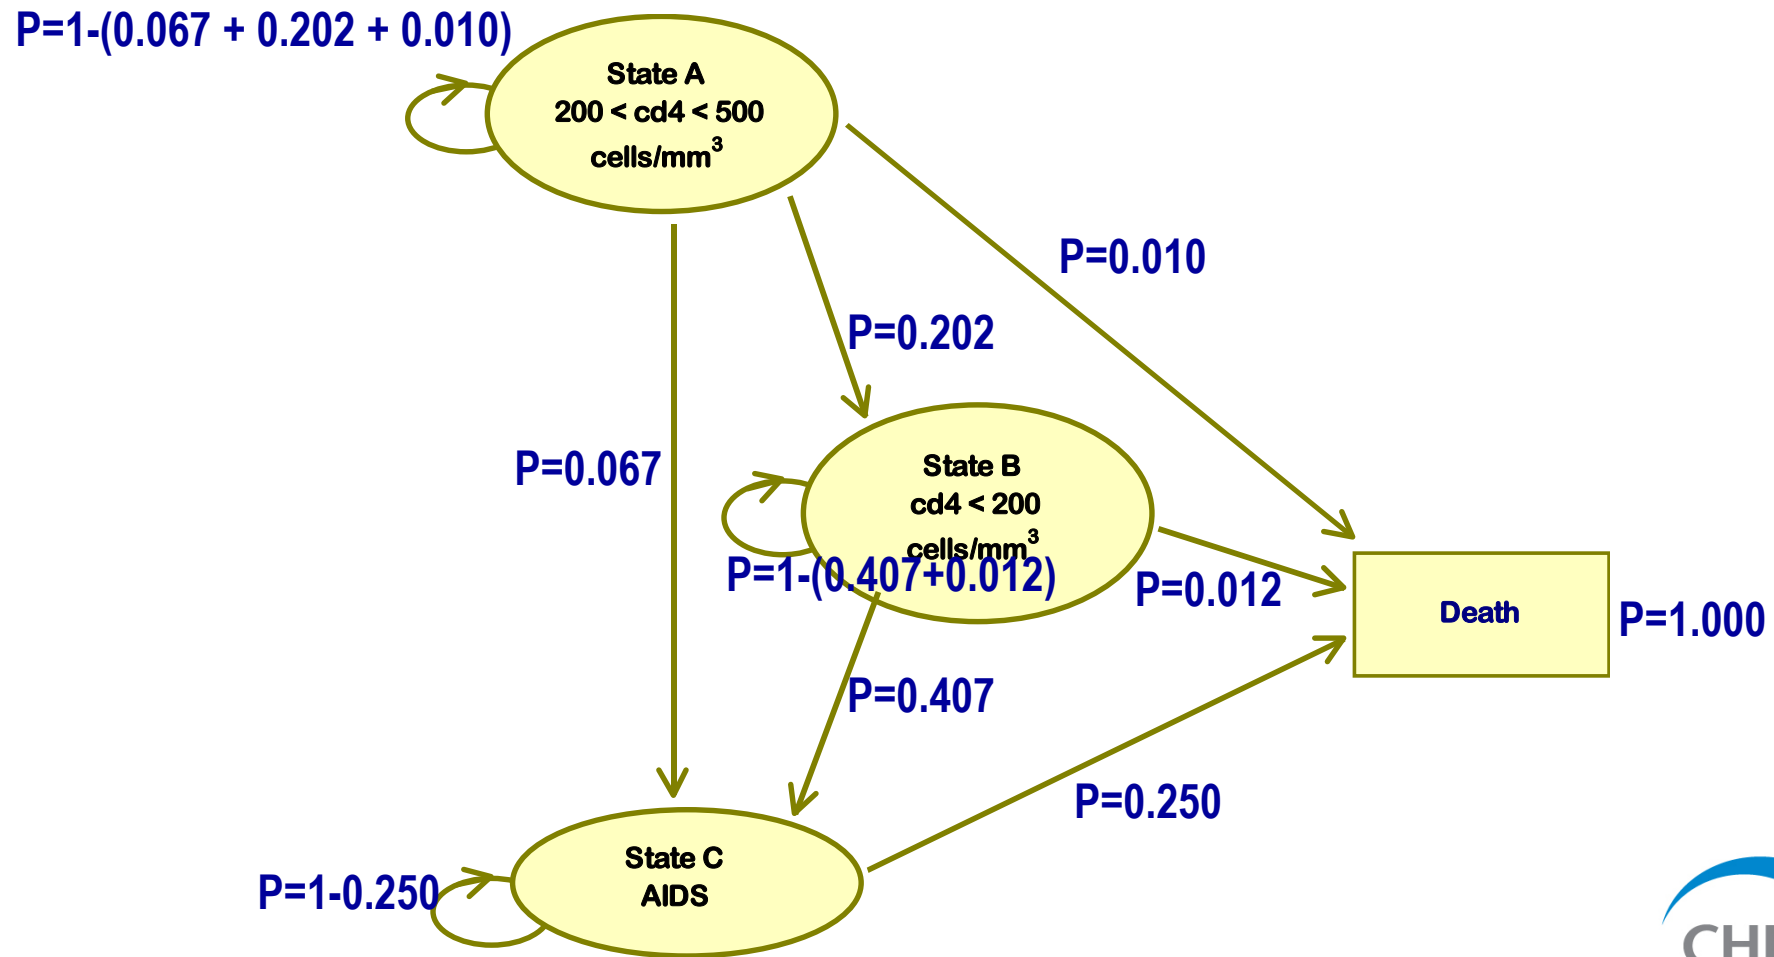 P=1-(0.067 + 0.202 + 0.010)
State A
200 < cd4 < 500
cells/mm³
P=0.010
P=0.202
P=0.067
State B
cd4 < 200
cells/mm³
P=1-(0.407+0.012)
P=0.012
Death
P=1.000
P=0.407
P=0.250
State C
AIDS
P=1-0.250